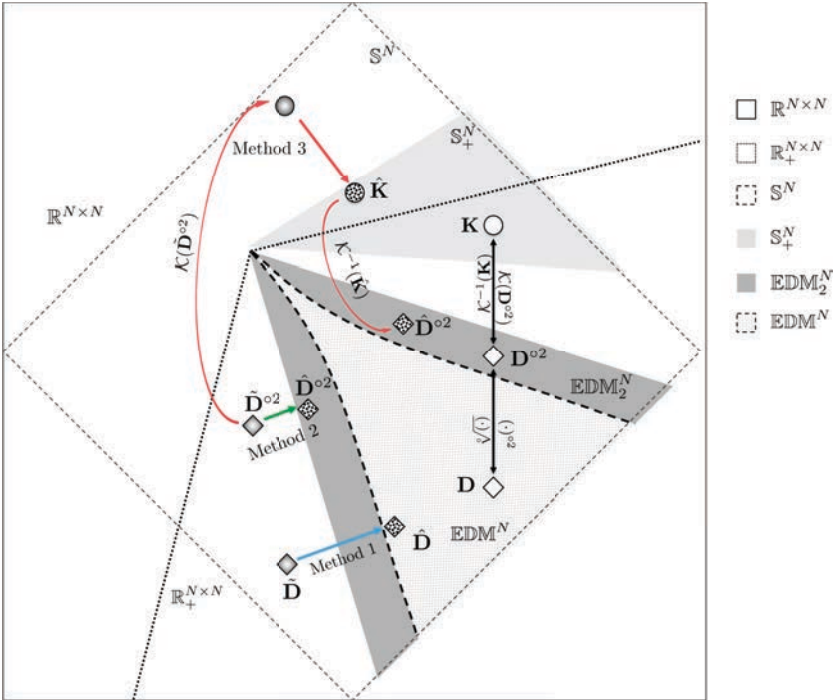 𝕊^N
Method 3
𝕊_+^N
K̂
ℝ^{N×N}
K
𝒦(D̃^{∘2})
𝒦^{-1}(K̂)
𝒦^{-1}(K)
𝒦(D^{∘2})
D̂^{∘2}
D^{∘2}
𝔼𝔻𝕄_2^N
D̃^{∘2}
D̂^{∘2}
Method 2
∘√(·)
(·)^{∘2}
D
D̂
𝔼𝔻𝕄^N
Method 1
D̃
ℝ_+^{N×N}
ℝ^{N×N}
ℝ_+^{N×N}
𝕊^N
𝕊_+^N
𝔼𝔻𝕄_2^N
𝔼𝔻𝕄^N